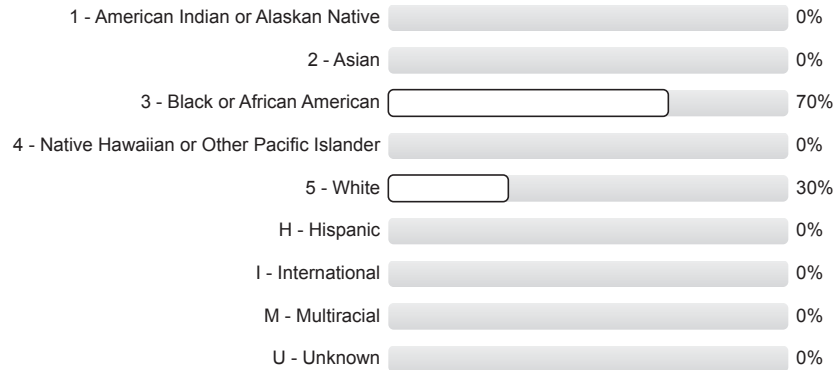 1 - American Indian or Alaskan Native 0%
2 - Asian 0%
3 - Black or African American 70%
4 - Native Hawaiian or Other Pacific Islander 0%
5 - White 30%
H - Hispanic 0%
I - International 0%
M - Multiracial 0%
U - Unknown 0%